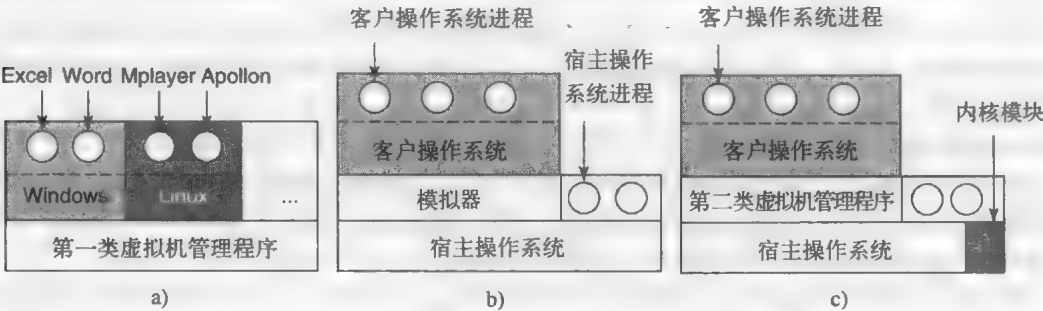 客户操作系统进程
客户操作系统进程
Excel Word Mplayer Apollon
宿主操作
系统进程
内核模块
客户操作系统
客户操作系统
Windows
Linux
...
模拟器
第二类虚拟机管理程序
第一类虚拟机管理程序
宿主操作系统
宿主操作系统
a)
b)
c)